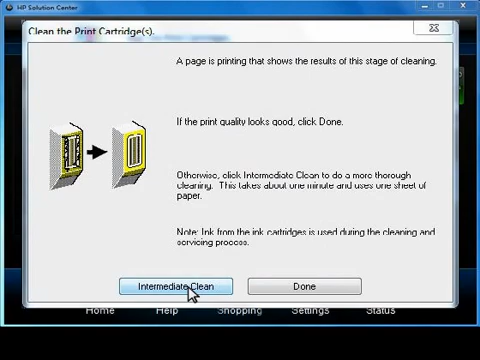 HP Solution Center
Clean the Print Cartridge(s).
A page is printing that shows the results of this stage of cleaning.
If the print quality looks good, click Done.
Otherwise, click Intermediate Clean to do a more thorough
cleaning. This takes about one minute and uses one sheet of
paper.
Note: Ink from the ink cartridges is used during the cleaning and
servicing process.
Intermediate Clean
Done
Home Help Shopping Settings Status